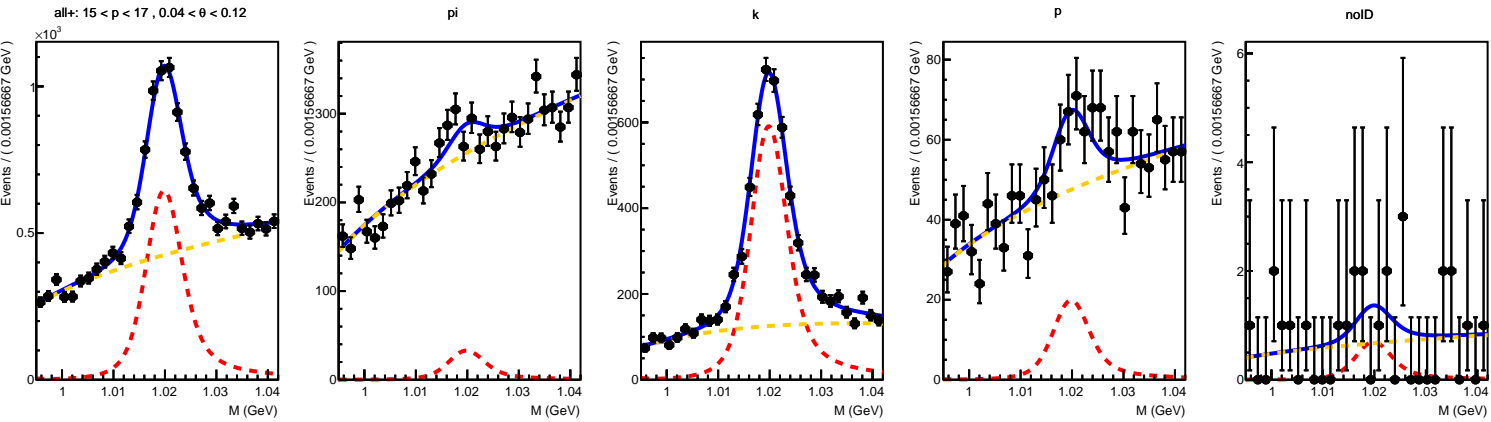 all+: 15 < p < 17 , 0.04 < θ < 0.12
×10³
Events / ( 0.00156667 GeV )
1
0.5
0
1 1.01 1.02 1.03 1.04
M (GeV)
pi
Events / ( 0.00156667 GeV )
300
200
100
0
1 1.01 1.02 1.03 1.04
M (GeV)
k
Events / ( 0.00156667 GeV )
600
400
200
0
1 1.01 1.02 1.03 1.04
M (GeV)
p
Events / ( 0.00156667 GeV )
80
60
40
20
0
1 1.01 1.02 1.03 1.04
M (GeV)
noID
Events / ( 0.00156667 GeV )
6
4
2
0
1 1.01 1.02 1.03 1.04
M (GeV)